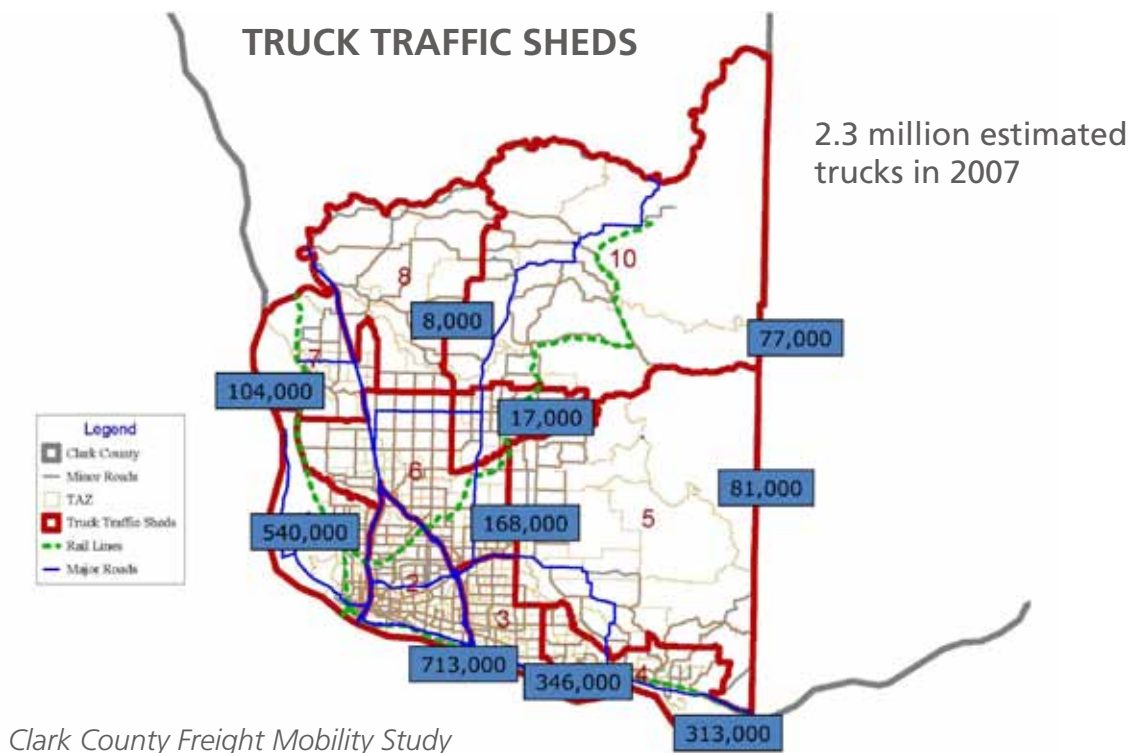 TRUCK TRAFFIC SHEDS
2.3 million estimated
trucks in 2007
10
8
8,000
77,000
7
104,000
17,000
Legend
Clark County
Minor Roads
TAZ
Truck Traffic Sheds
Rail Lines
Major Roads
6
81,000
540,000
168,000
5
2
3
713,000
346,000
4
313,000
Clark County Freight Mobility Study